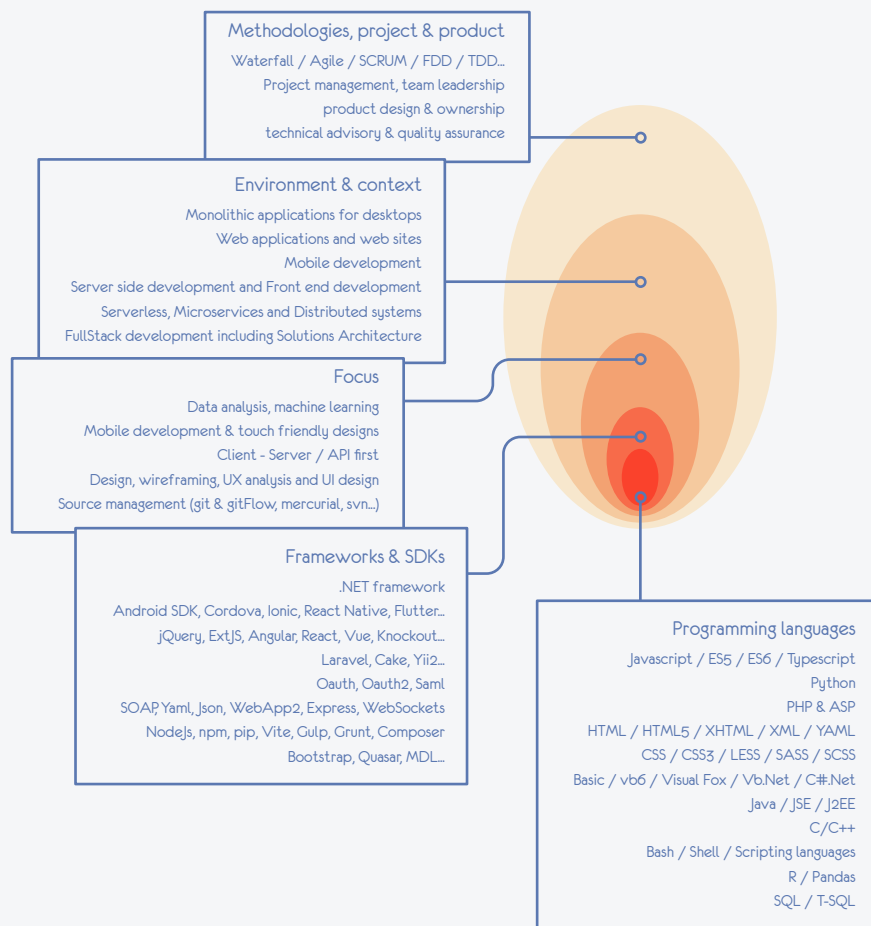 Methodologies, project & product
Waterfall / Agile / SCRUM / FDD / TDD...
Project management, team leadership
product design & ownership
technical advisory & quality assurance
Environment & context
Monolithic applications for desktops
Web applications and web sites
Mobile development
Server side development and Front end development
Serverless, Microservices and Distributed systems
FullStack development including Solutions Architecture
Focus
Data analysis, machine learning
Mobile development & touch friendly designs
Client - Server / API first
Design, wireframing, UX analysis and UI design
Source management (git & gitFlow, mercurial, svn...)
Frameworks & SDKs
.NET framework
Android SDK, Cordova, Ionic, React Native, Flutter...
jQuery, ExtJS, Angular, React, Vue, Knockout...
Laravel, Cake, Yii2...
Oauth, Oauth2, Saml
SOAP, Yaml, Json, WebApp2, Express, WebSockets
NodeJs, npm, pip, Vite, Gulp, Grunt, Composer
Bootstrap, Quasar, MDL...
Programming languages
Javascript / ES5 / ES6 / Typescript
Python
PHP & ASP
HTML / HTML5 / XHTML / XML / YAML
CSS / CSS3 / LESS / SASS / SCSS
Basic / vb6 / Visual Fox / Vb.Net / C#.Net
Java / JSE / J2EE
C/C++
Bash / Shell / Scripting languages
R / Pandas
SQL / T-SQL